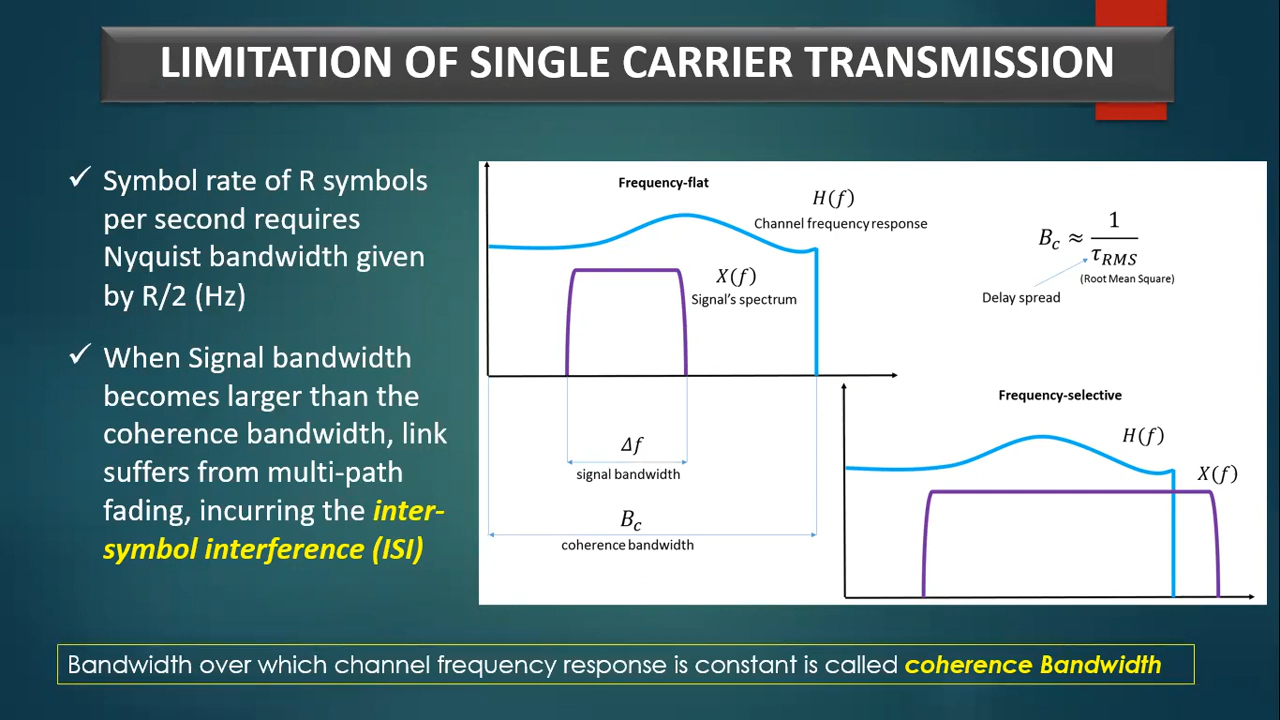 LIMITATION OF SINGLE CARRIER TRANSMISSION
✓ Symbol rate of R symbols
per second requires
Nyquist bandwidth given
by R/2 (Hz)
✓ When Signal bandwidth
becomes larger than the
coherence bandwidth, link
suffers from multi-path
fading, incurring the inter-
symbol interference (ISI)
Frequency-flat
H(f)
Channel frequency response
X(f)
Signal's spectrum
Δf
signal bandwidth
B_c
coherence bandwidth
B_c ≈ 1/τ_RMS
(Root Mean Square)
Delay spread
Frequency-selective
H(f)
X(f)
Bandwidth over which channel frequency response is constant is called coherence Bandwidth